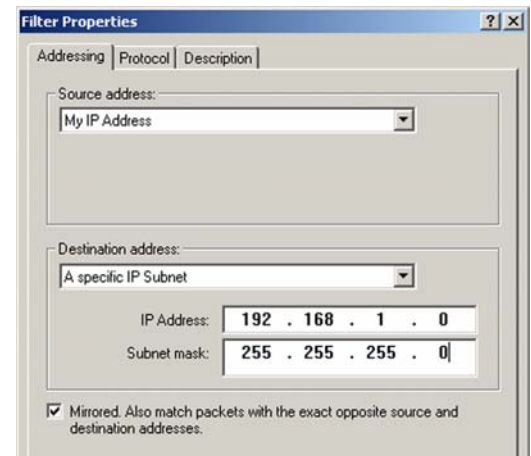 Filter Properties
Addressing Protocol Description
Source address:
My IP Address
Destination address:
A specific IP Subnet
IP Address: 192 . 168 . 1 . 0
Subnet mask: 255 . 255 . 255 . 0
Mirrored. Also match packets with the exact opposite source and
destination addresses.